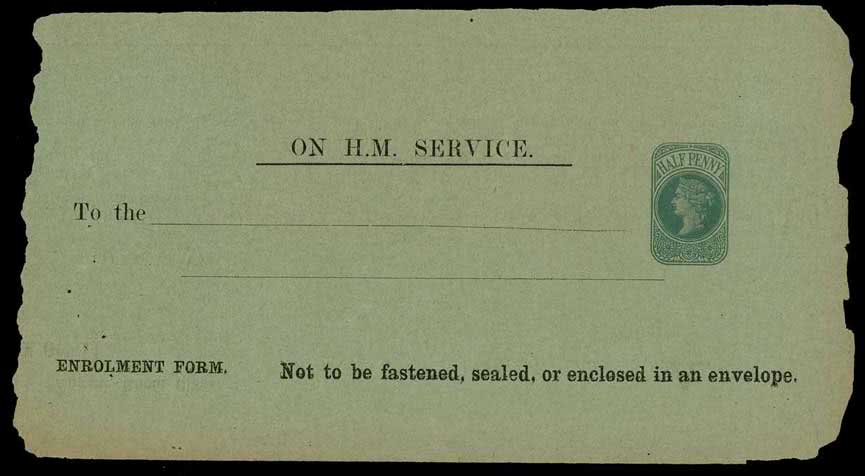 ON H.M. SERVICE.
HALF PENNY
To the
ENROLMENT FORM. Not to be fastened, sealed, or enclosed in an envelope.